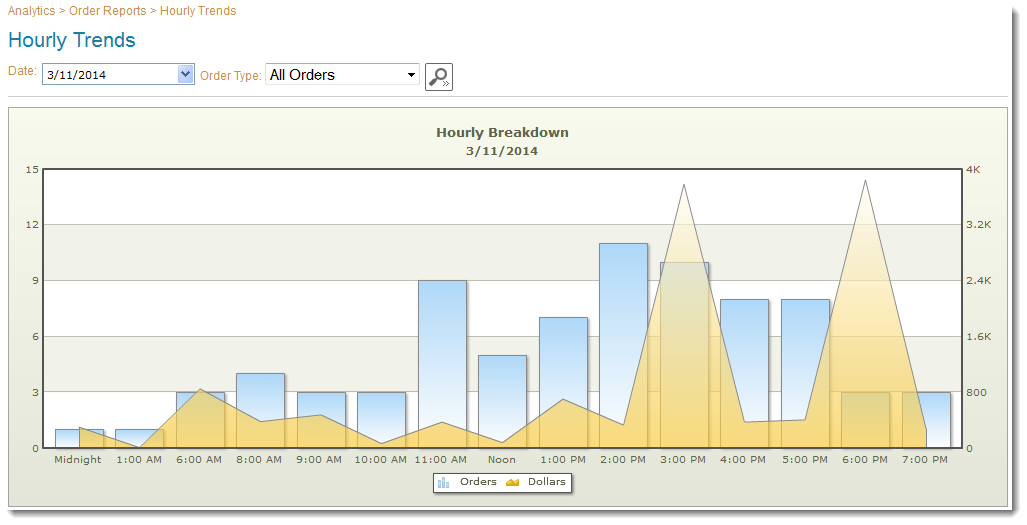 Analytics > Order Reports > Hourly Trends
Hourly Trends
Date: 3/11/2014 Order Type: All Orders
Hourly Breakdown
3/11/2014
15 4K
12 3.2K
9 2.4K
6 1.6K
3 800
0 0
Midnight 1:00 AM 6:00 AM 8:00 AM 9:00 AM 10:00 AM 11:00 AM Noon 1:00 PM 2:00 PM 3:00 PM 4:00 PM 5:00 PM 6:00 PM 7:00 PM
Orders Dollars